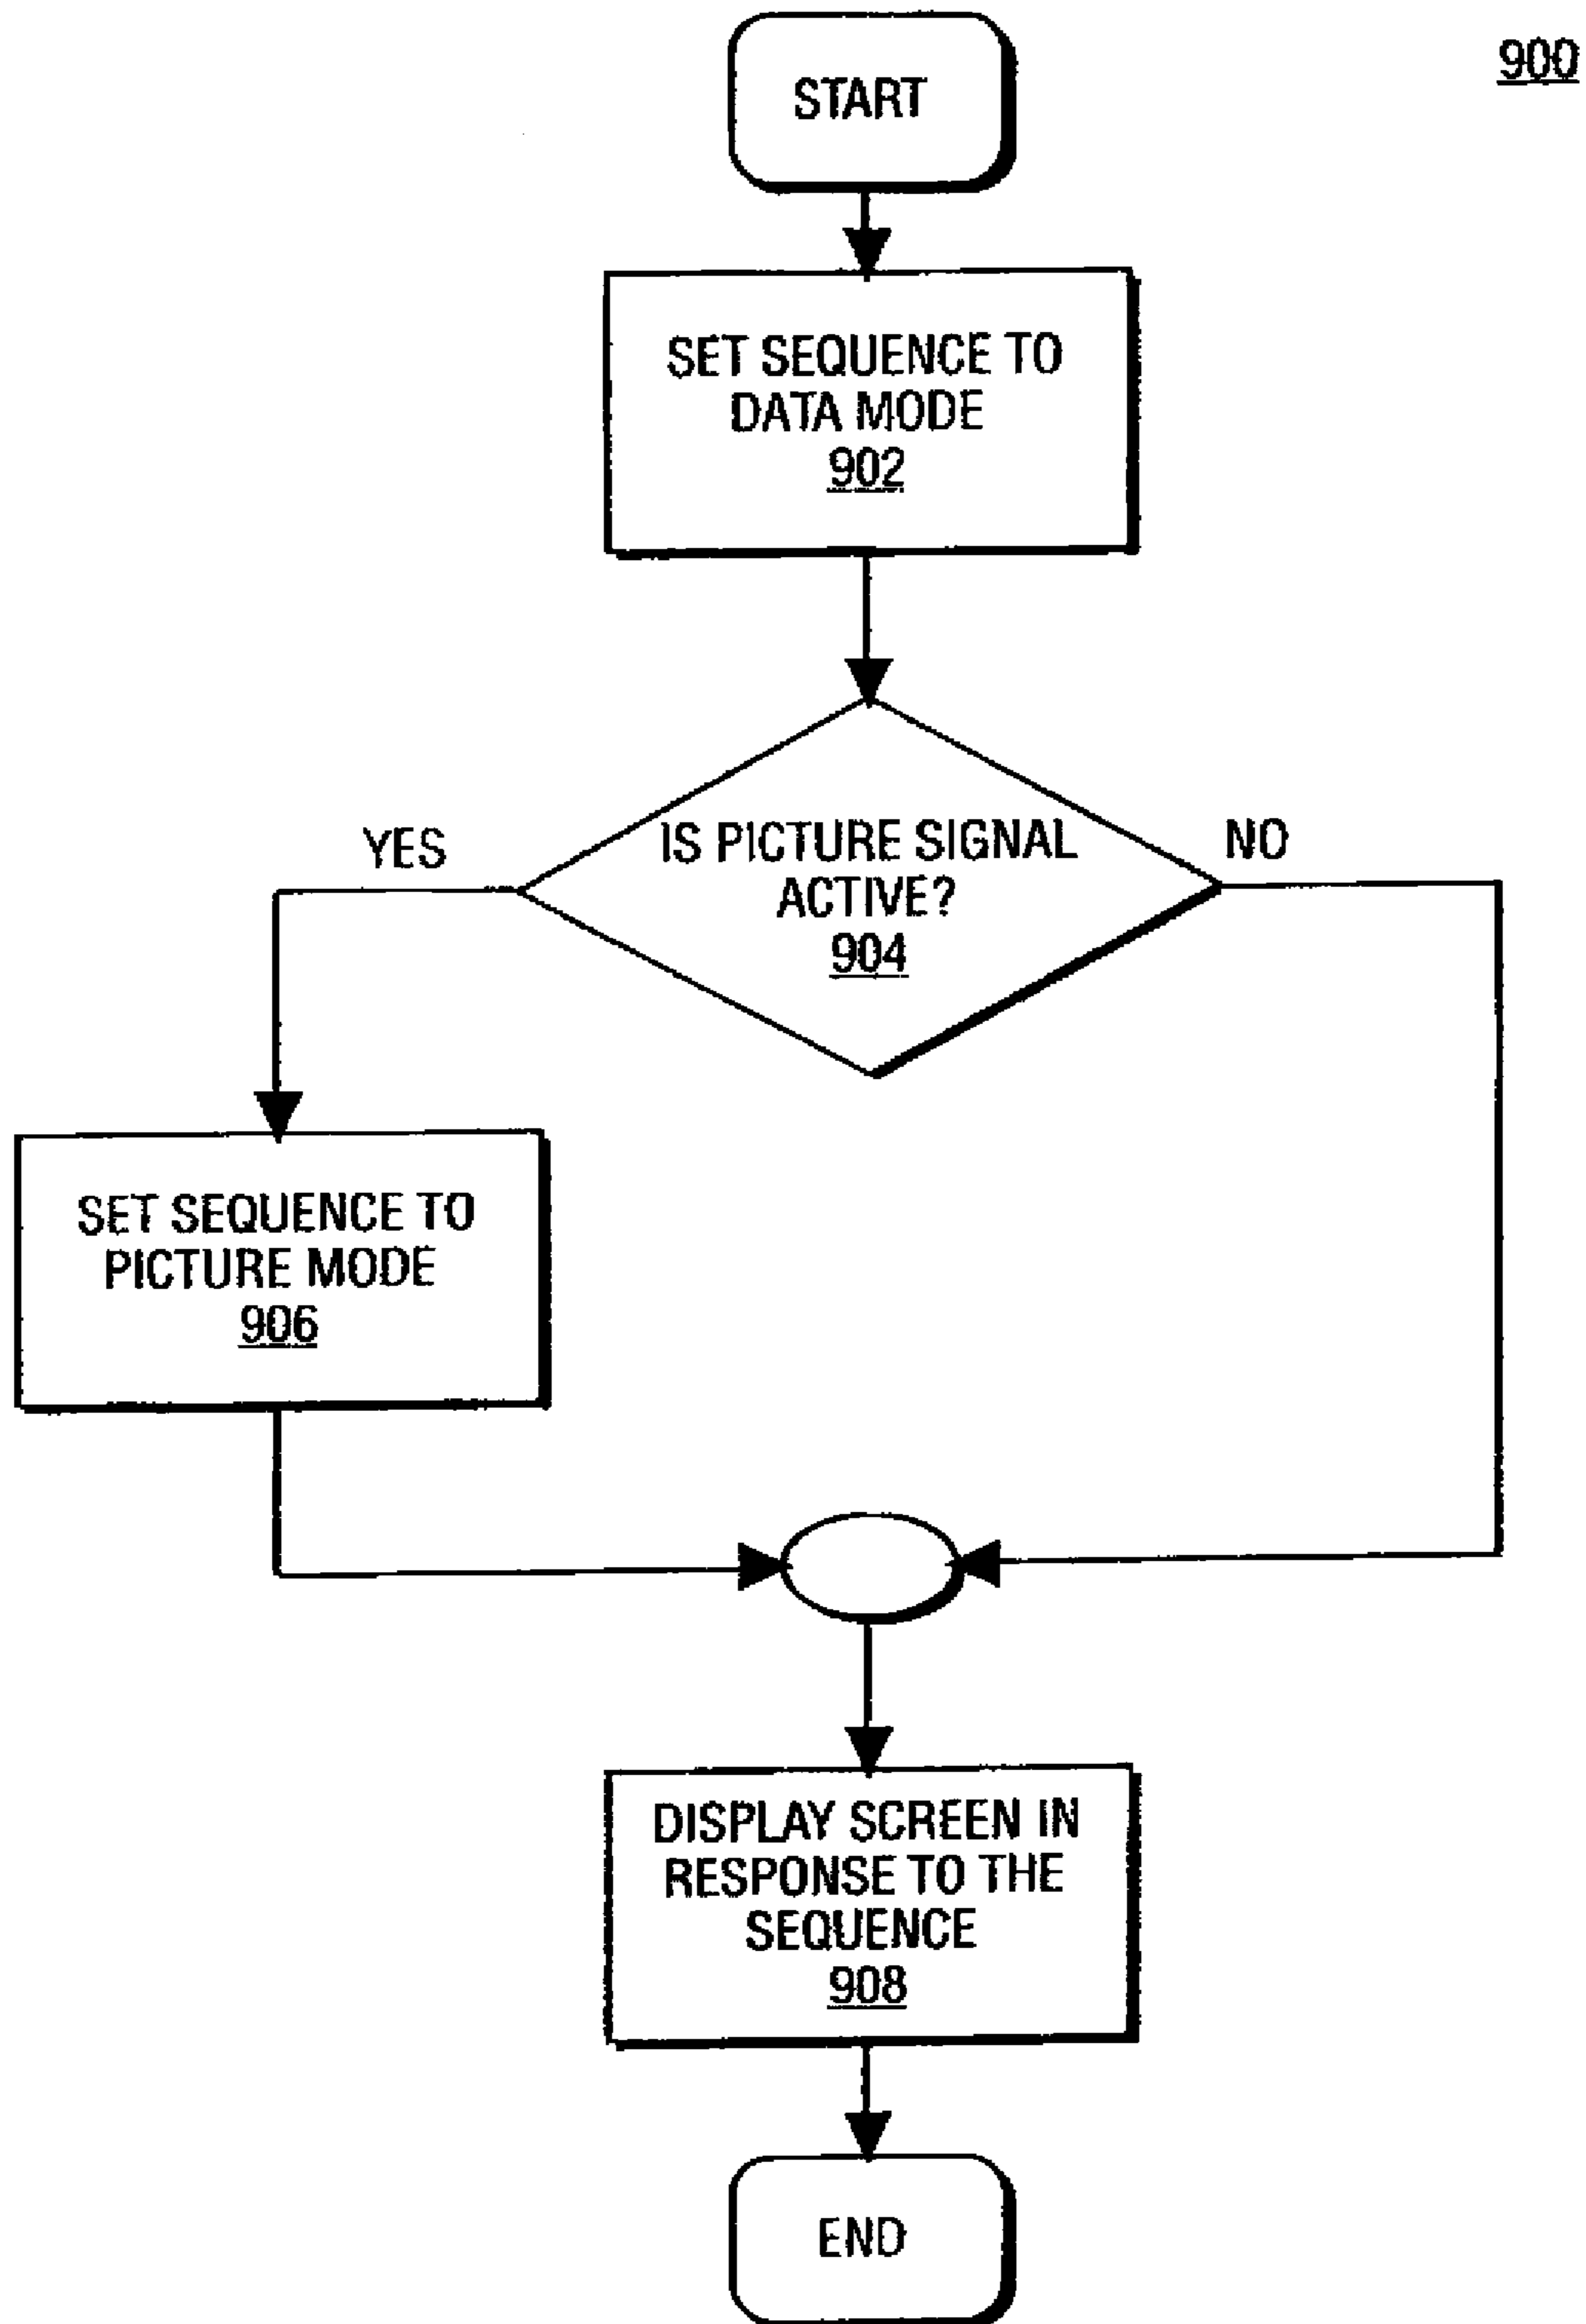 900
START
SET SEQUENCE TO
DATA MODE
902
YES
IS PICTURE SIGNAL
ACTIVE?
904
NO
SET SEQUENCE TO
PICTURE MODE
906
DISPLAY SCREEN IN
RESPONSE TO THE
SEQUENCE
908
END